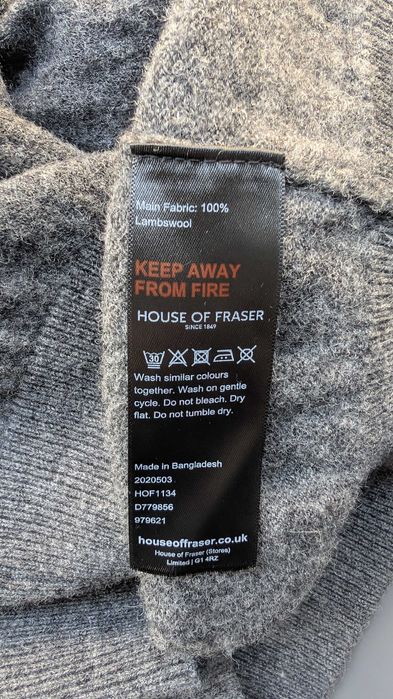 Main Fabric: 100%
Lambswool
KEEP AWAY
FROM FIRE
HOUSE OF FRASER
SINCE 1849
30
Wash similar colours
together. Wash on gentle
cycle. Do not bleach. Dry
flat. Do not tumble dry.
Made in Bangladesh
2020503
HOF1134
D779856
979621
houseoffraser.co.uk
House of Fraser (Stores)
Limited | G1 4RZ